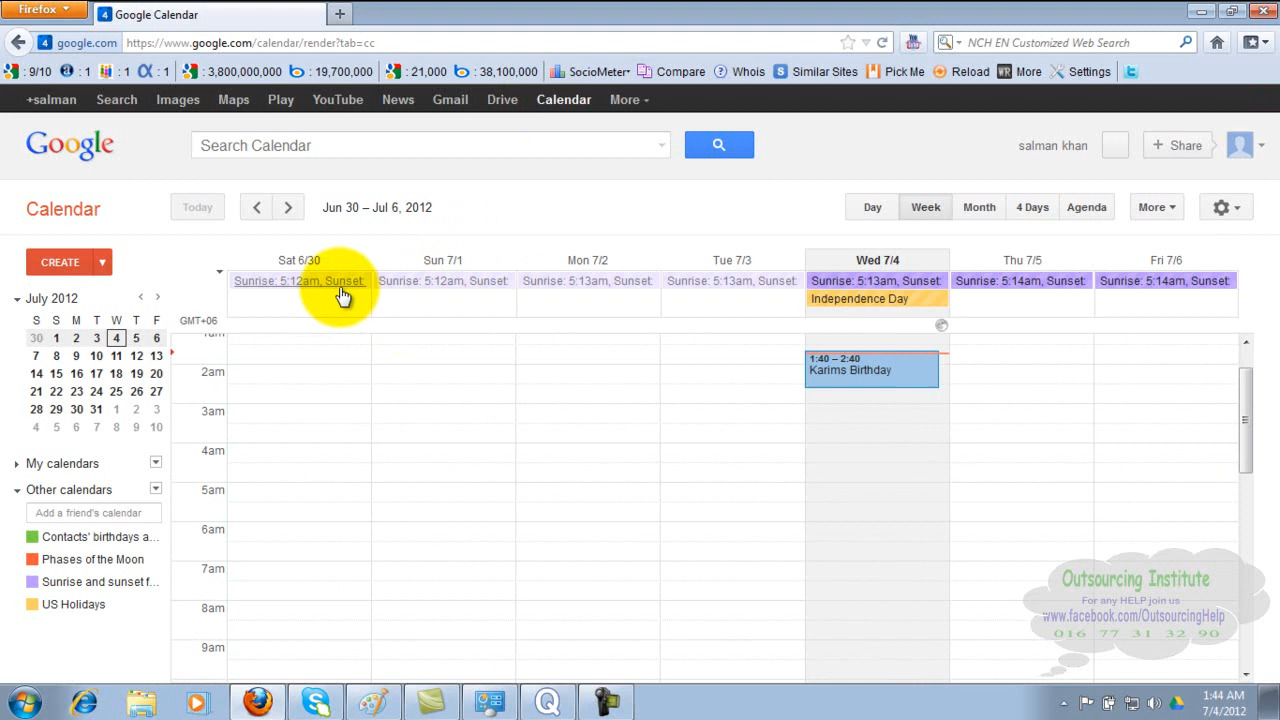 Firefox
Google Calendar
google.com
https://www.google.com/calendar/render?tab=cc
NCH EN Customized Web Search
: 9/10 : 1 : 1 : 1 : 3,800,000,000 : 19,700,000 : 21,000 : 38,100,000 SocioMeter Compare Whois Similar Sites Pick Me Reload More Settings
+salman Search Images Maps Play YouTube News Gmail Drive Calendar More
Google
Search Calendar
salman khan
+ Share
Calendar
Today
Jun 30 – Jul 6, 2012
Day Week Month 4 Days Agenda More
CREATE
Sat 6/30 Sun 7/1 Mon 7/2 Tue 7/3 Wed 7/4 Thu 7/5 Fri 7/6
Sunrise: 5:12am, Sunset: Sunrise: 5:12am, Sunset: Sunrise: 5:13am, Sunset: Sunrise: 5:13am, Sunset: Sunrise: 5:13am, Sunset: Sunrise: 5:14am, Sunset: Sunrise: 5:14am, Sunset:
Independence Day
July 2012
S S M T W T F
30 1 2 3 4 5 6
7 8 9 10 11 12 13
14 15 16 17 18 19 20
21 22 23 24 25 26 27
28 29 30 31 1 2 3
4 5 6 7 8 9 10
GMT+06
1am
1:40 – 2:40
Karims Birthday
2am
3am
4am
5am
6am
7am
8am
9am
My calendars
Other calendars
Add a friend's calendar
Contacts' birthdays a...
Phases of the Moon
Sunrise and sunset f...
US Holidays
Outsourcing Institute
For any HELP join us
www.facebook.com/OutsourcingHelp
016 77 31 32 90
1:44 AM
7/4/2012